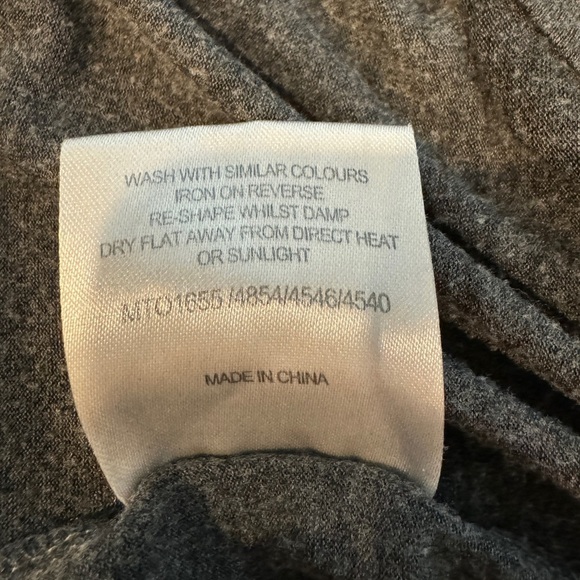 WASH WITH SIMILAR COLOURS
IRON ON REVERSE
RE-SHAPE WHILST DAMP
DRY FLAT AWAY FROM DIRECT HEAT
OR SUNLIGHT
MTO1655 /4854/4546/4540
MADE IN CHINA